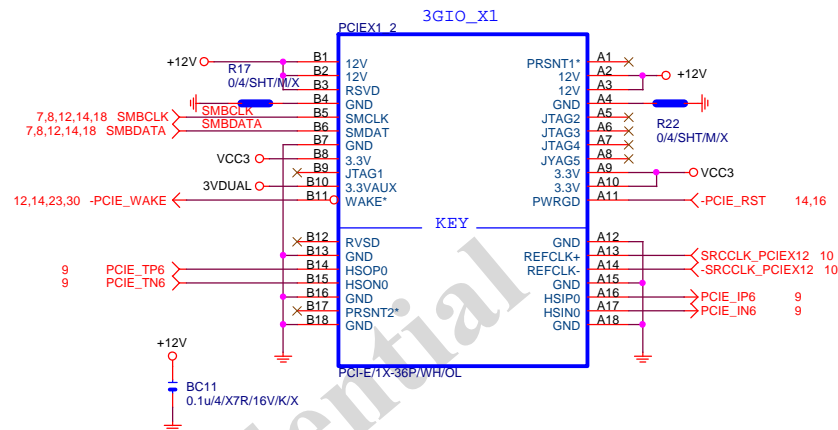 3GIO_X1
PCIEX1_2
+12V
R17
0/4/SHT/M/X
B1 12V
B2 12V
B3 RSVD
B4 GND
7,8,12,14,18 SMBCLK SMBCLK B5 SMCLK
7,8,12,14,18 SMBDATA SMBDATA B6 SMDAT
B7 GND
VCC3 B8 3.3V
B9 JTAG1
3VDUAL B10 3.3VAUX
12,14,23,30 -PCIE_WAKE B11 WAKE*
KEY
B12 RVSD
B13 GND
9 PCIE_TP6 B14 HSOP0
9 PCIE_TN6 B15 HSON0
B16 GND
B17 PRSNT2*
B18 GND
PRSNT1* A1
12V A2 +12V
12V A3
GND A4
R22
0/4/SHT/M/X
JTAG2 A5
JTAG3 A6
JTAG4 A7
JYAG5 A8
3.3V A9 VCC3
3.3V A10
PWRGD A11 -PCIE_RST 14,16
GND A12
REFCLK+ A13 SRCCLK_PCIEX12 10
REFCLK- A14 -SRCCLK_PCIEX12 10
GND A15
HSIP0 A16 PCIE_IP6 9
HSIN0 A17 PCIE_IN6 9
GND A18
PCI-E/1X-36P/WH/OL
+12V
BC11
0.1u/4/X7R/16V/K/X